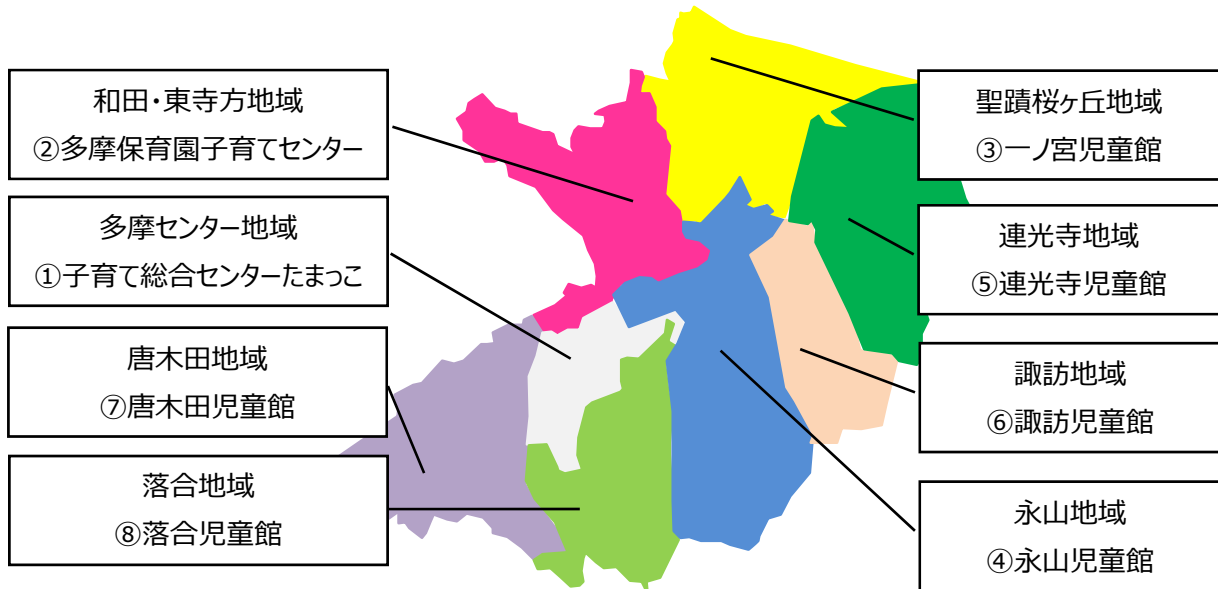 和田・東寺方地域
②多摩保育園子育てセンター
多摩センター地域
①子育て総合センターたまっこ
唐木田地域
⑦唐木田児童館
落合地域
⑧落合児童館
聖蹟桜ヶ丘地域
③一ノ宮児童館
連光寺地域
⑤連光寺児童館
諏訪地域
⑥諏訪児童館
永山地域
④永山児童館